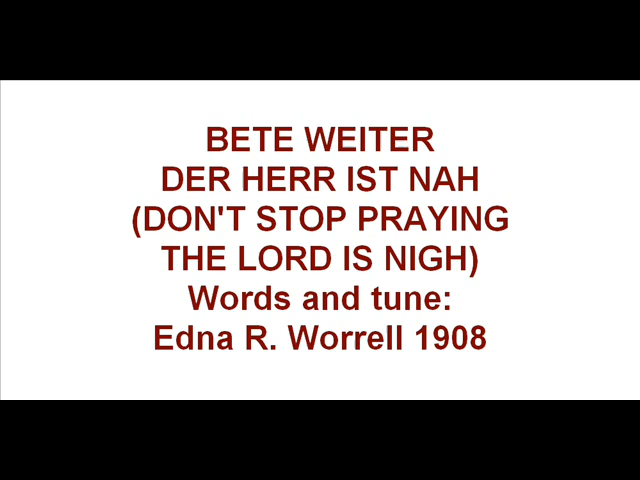 BETE WEITER
DER HERR IST NAH
(DON'T STOP PRAYING
THE LORD IS NIGH)
Words and tune:
Edna R. Worrell 1908